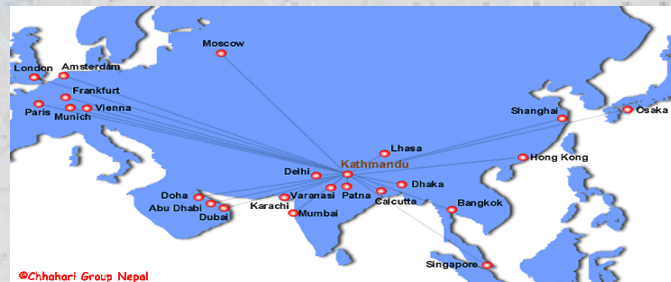 Moscow
London
Amsterdam
Frankfurt
Paris
Munich
Vienna
Shanghai
Osaka
Lhasa
Hong Kong
Kathmandu
Delhi
Doha
Abu Dhabi
Dubai
Karachi
Varanasi
Patna
Dhaka
Calcutta
Mumbai
Bangkok
Singapore
©Chhahari Group Nepal